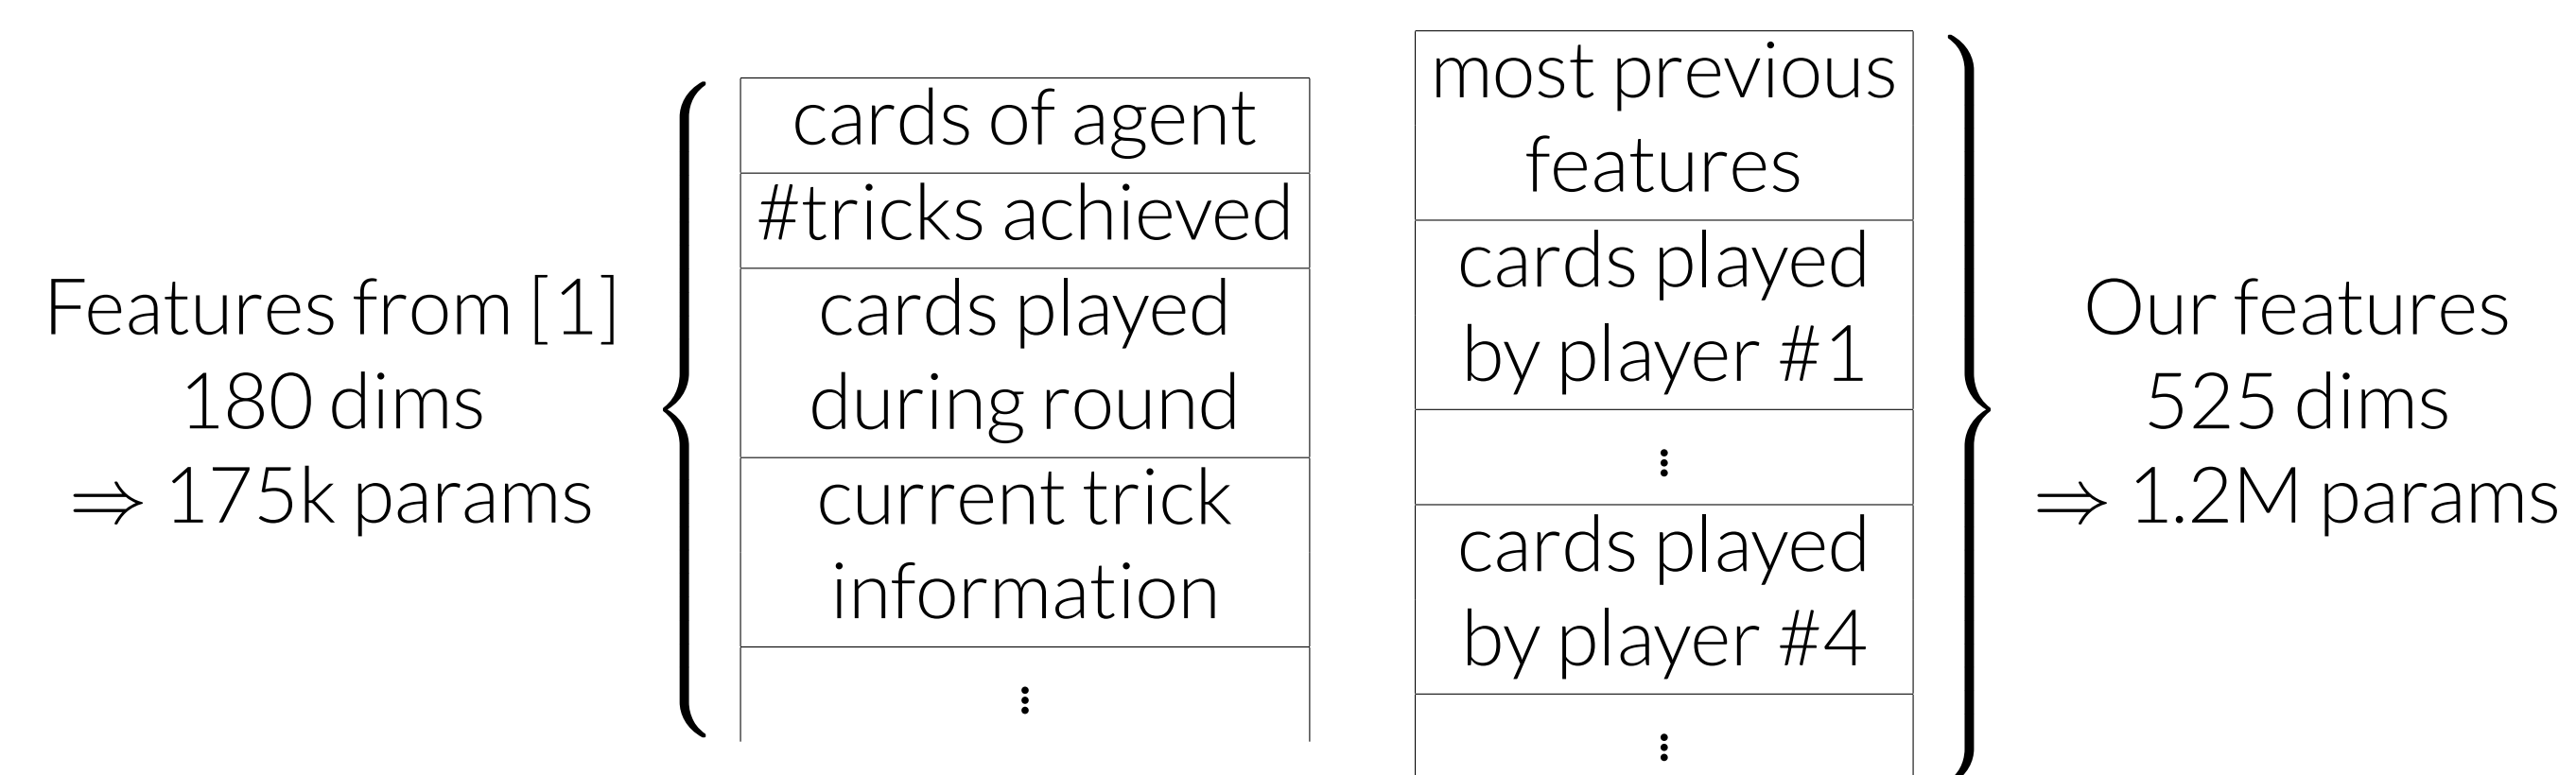 Features from [1]
180 dims
⇒ 175k params
cards of agent
#tricks achieved
cards played
during round
current trick
information
⋮
most previous
features
cards played
by player #1
⋮
cards played
by player #4
⋮
Our features
525 dims
⇒ 1.2M params